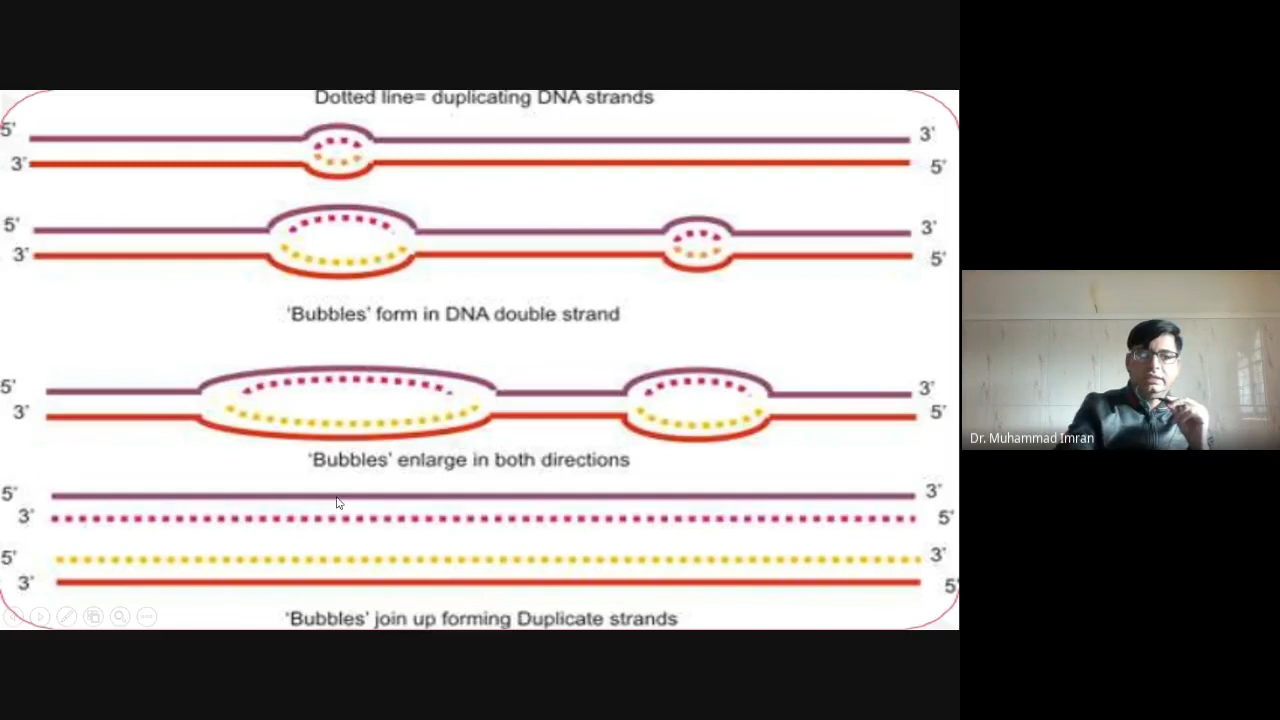 Dotted line= duplicating DNA strands
5' 3'
3' 5'
5' 3'
3' 5'
'Bubbles' form in DNA double strand
5' 3'
3' 5'
'Bubbles' enlarge in both directions
5' 3'
3' 5'
5' 3'
3' 5'
'Bubbles' join up forming Duplicate strands
Dr. Muhammad Imran